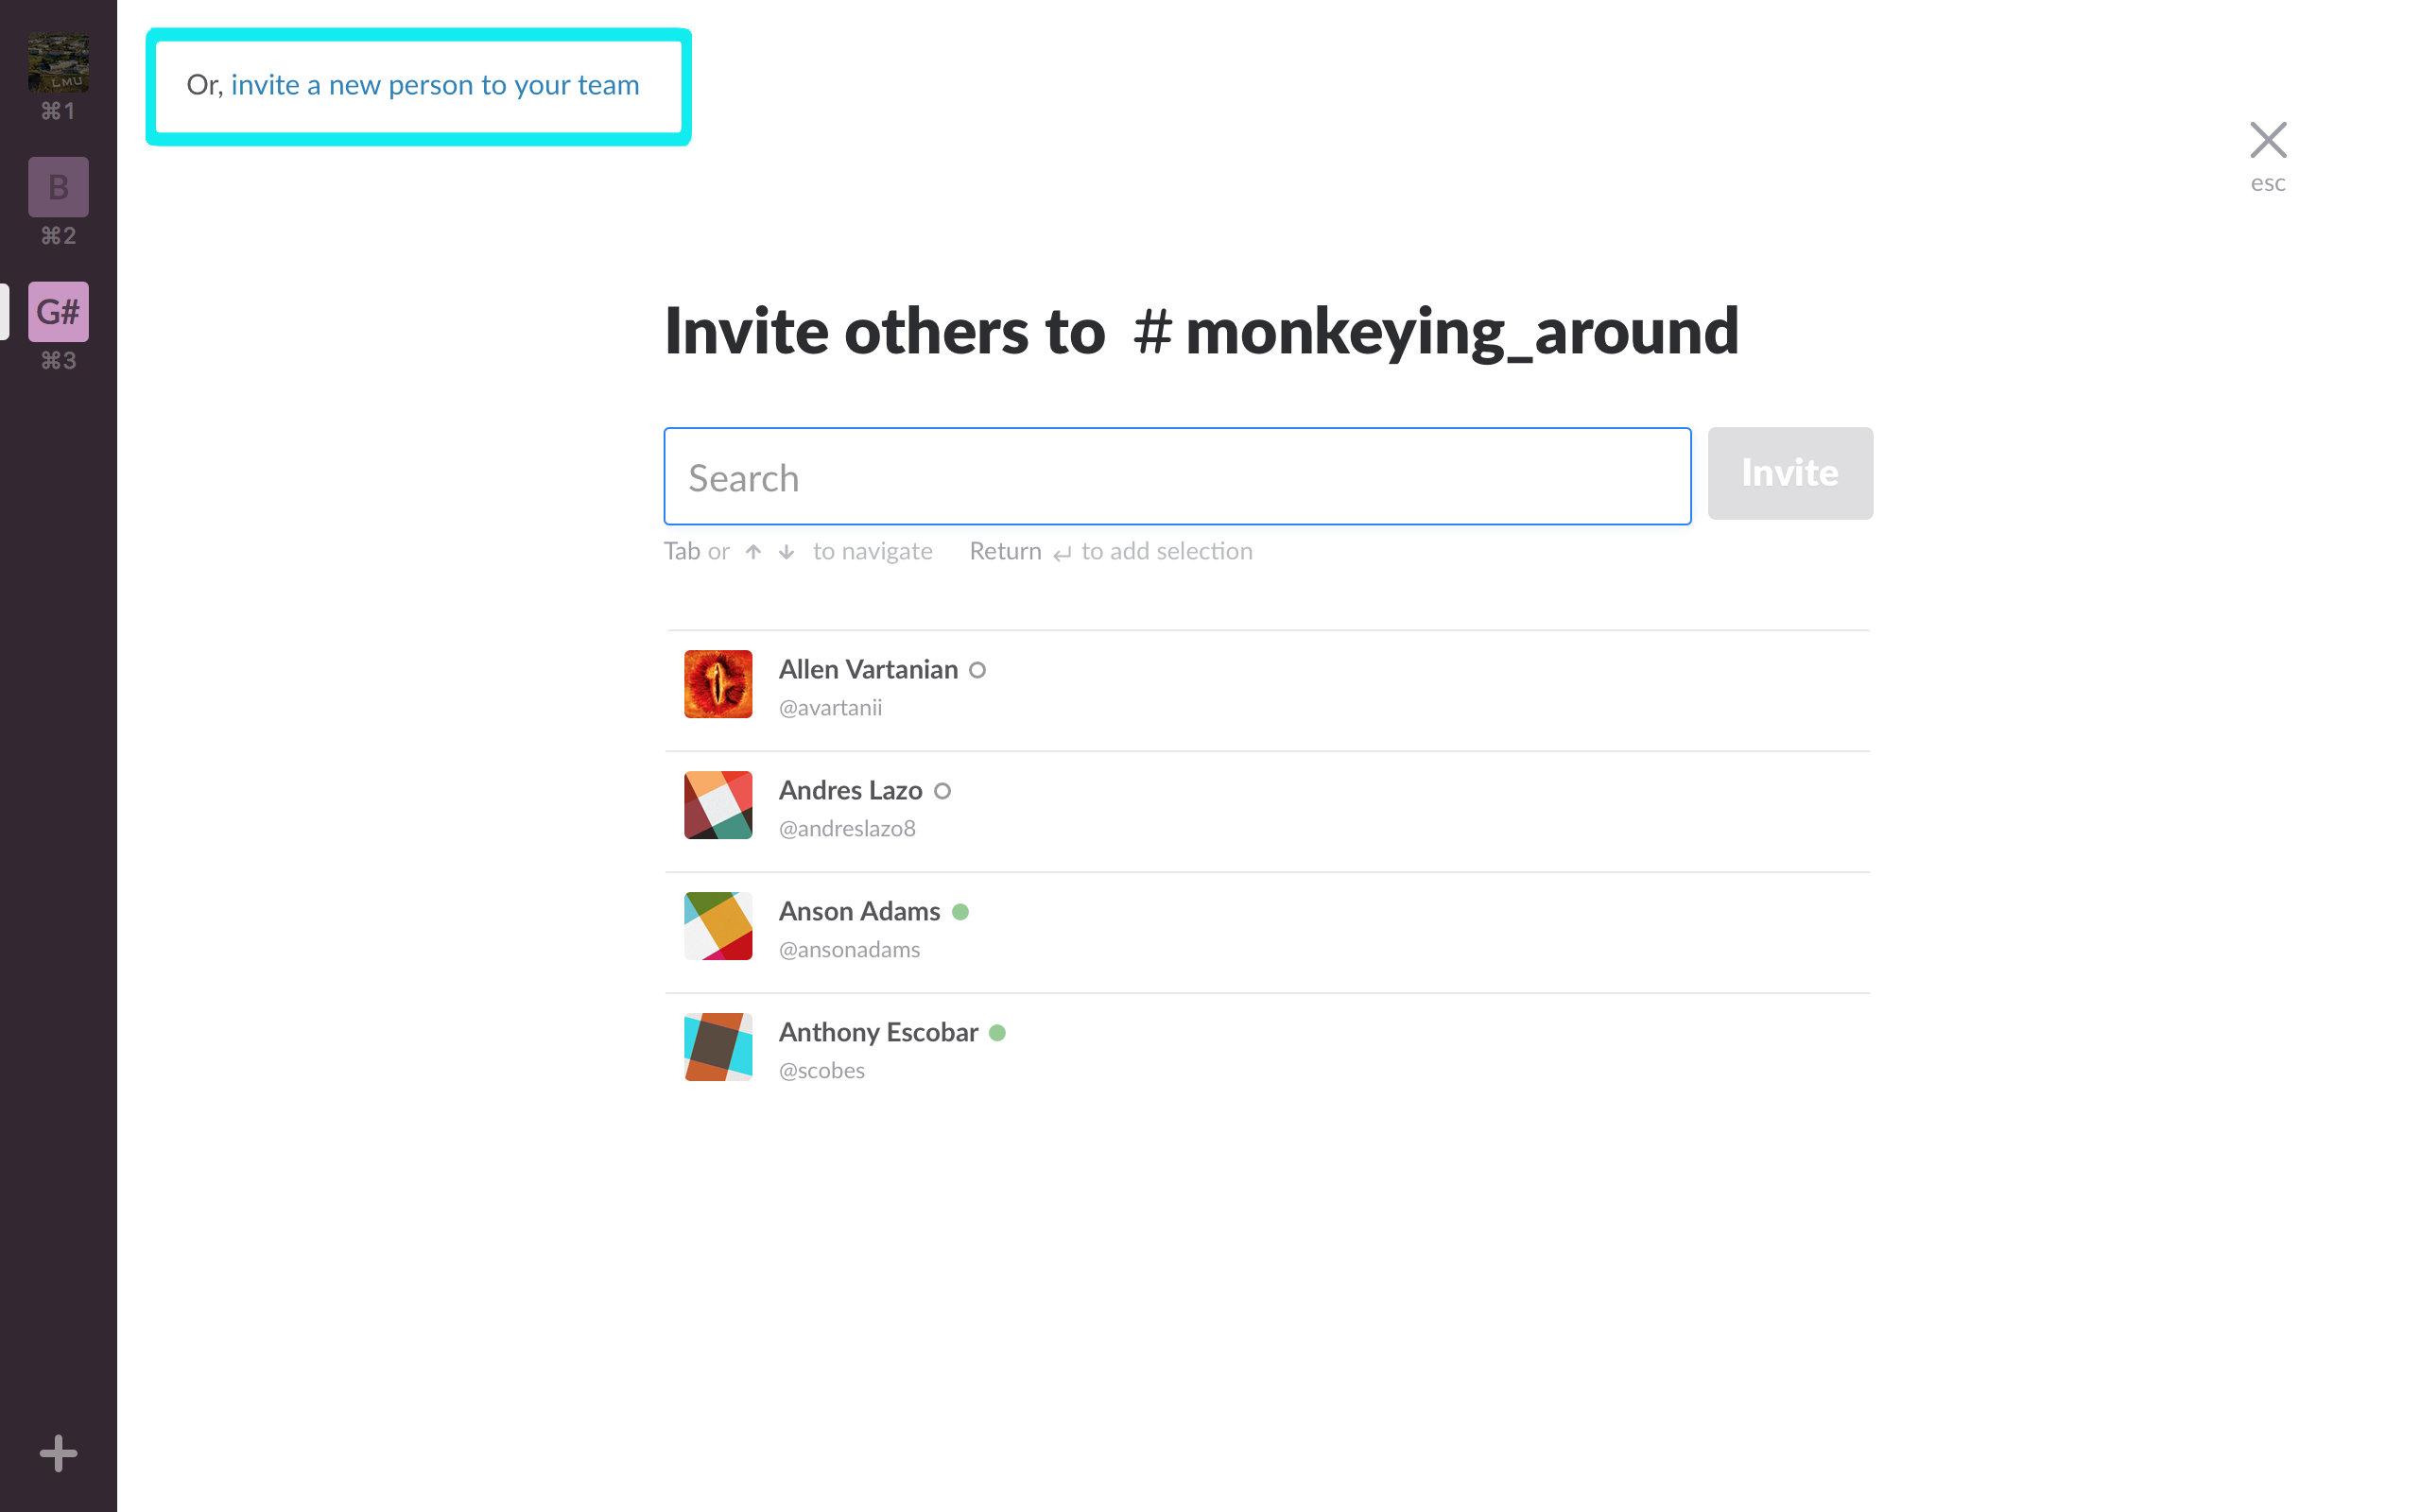 LMU
⌘1
B
⌘2
G#
⌘3
Or, invite a new person to your team
esc
Invite others to # monkeying_around
Search
Invite
Tab or ↑ ↓ to navigate Return ↵ to add selection
Allen Vartanian
@avartanii
Andres Lazo
@andreslazo8
Anson Adams
@ansonadams
Anthony Escobar
@scobes